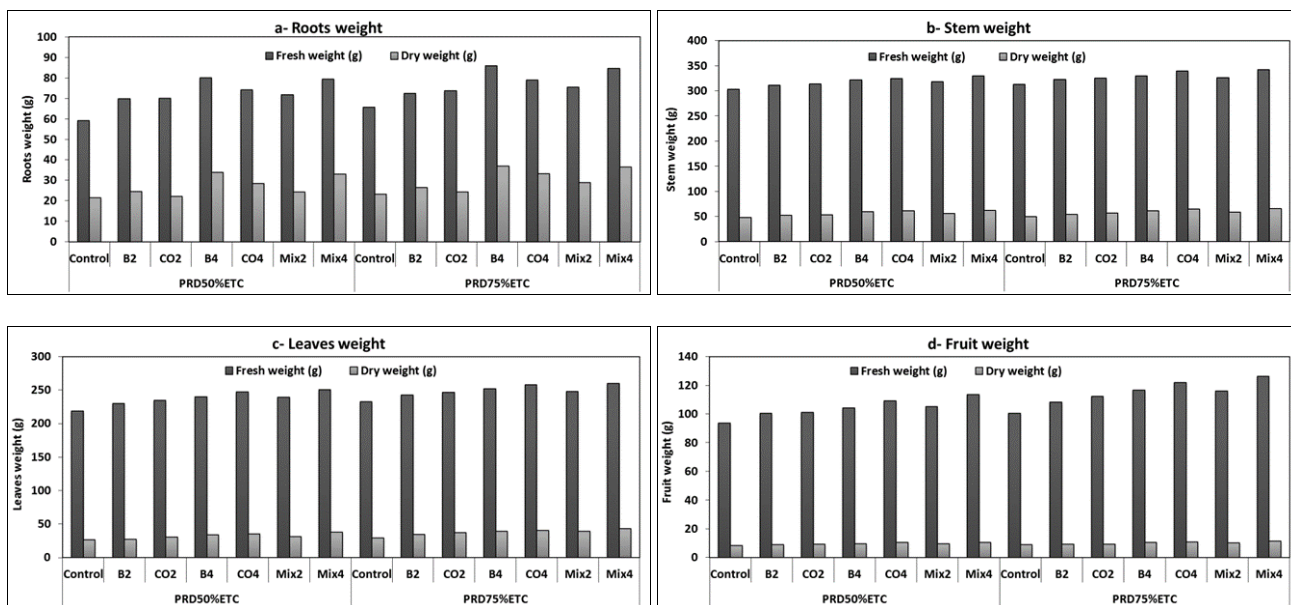 a- Roots weight
Fresh weight (g) Dry weight (g)
Roots weight (g)
100
90
80
70
60
50
40
30
20
10
0
Control B2 CO2 B4 CO4 Mix2 Mix4 Control B2 CO2 B4 CO4 Mix2 Mix4
PRD50%ETC PRD75%ETC
b- Stem weight
Fresh weight (g) Dry weight (g)
Stem weight (g)
400
350
300
250
200
150
100
50
0
Control B2 CO2 B4 CO4 Mix2 Mix4 Control B2 CO2 B4 CO4 Mix2 Mix4
PRD50%ETC PRD75%ETC
c- Leaves weight
Fresh weight (g) Dry weight (g)
Leaves weight (g)
300
250
200
150
100
50
0
Control B2 CO2 B4 CO4 Mix2 Mix4 Control B2 CO2 B4 CO4 Mix2 Mix4
PRD50%ETC PRD75%ETC
d- Fruit weight
Fresh weight (g) Dry weight (g)
Fruit weight (g)
140
120
100
80
60
40
20
0
Control B2 CO2 B4 CO4 Mix2 Mix4 Control B2 CO2 B4 CO4 Mix2 Mix4
PRD50%ETC PRD75%ETC